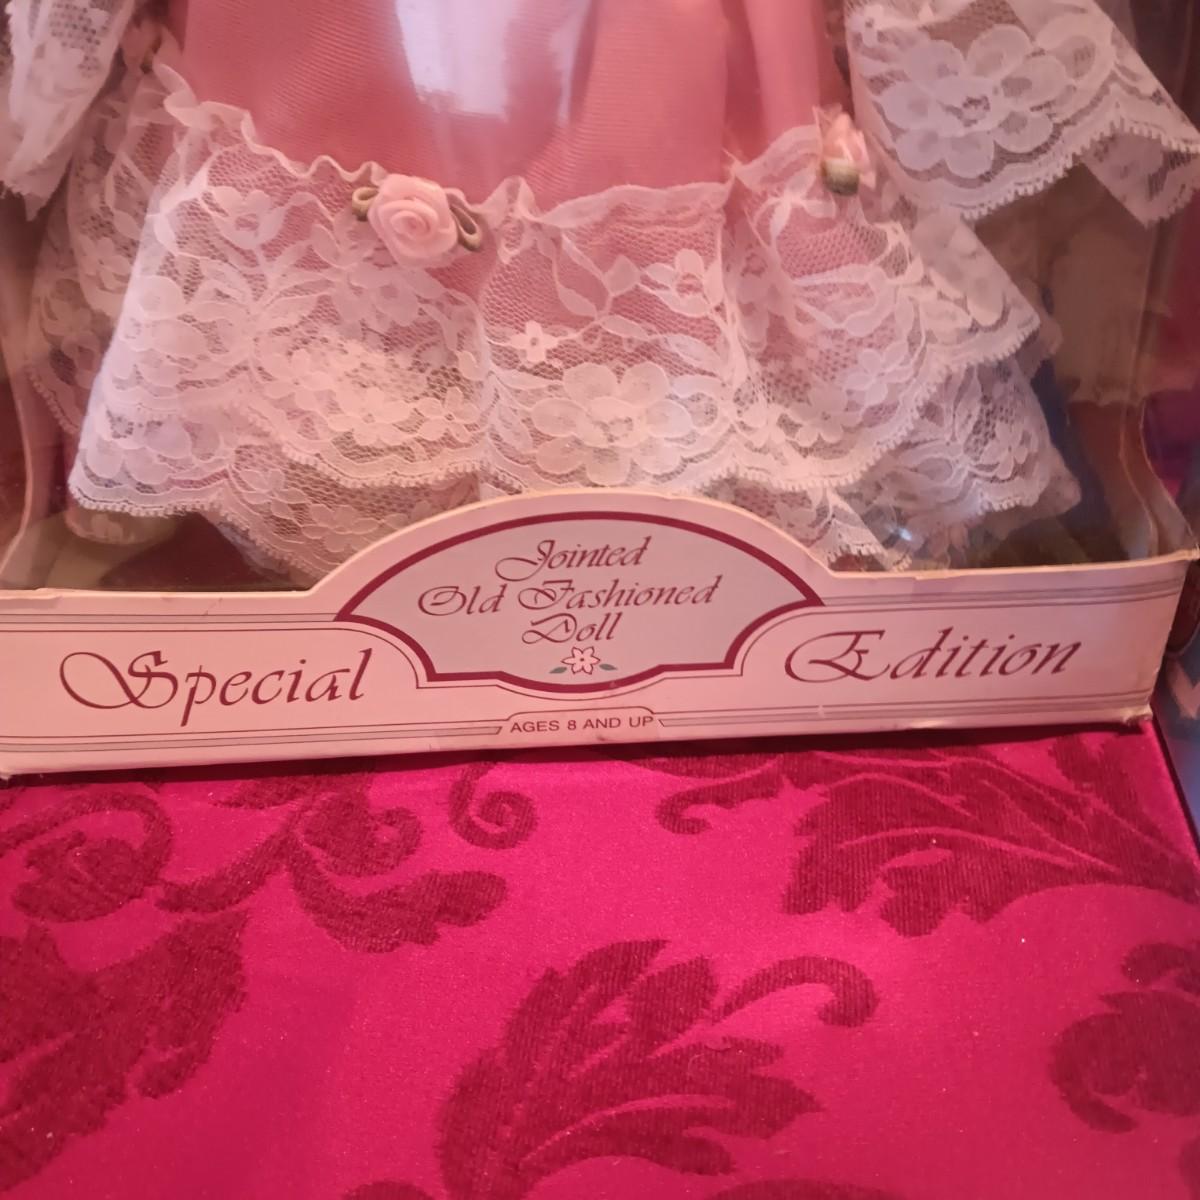 Jointed
Old Fashioned
Doll
Special Edition
AGES 8 AND UP